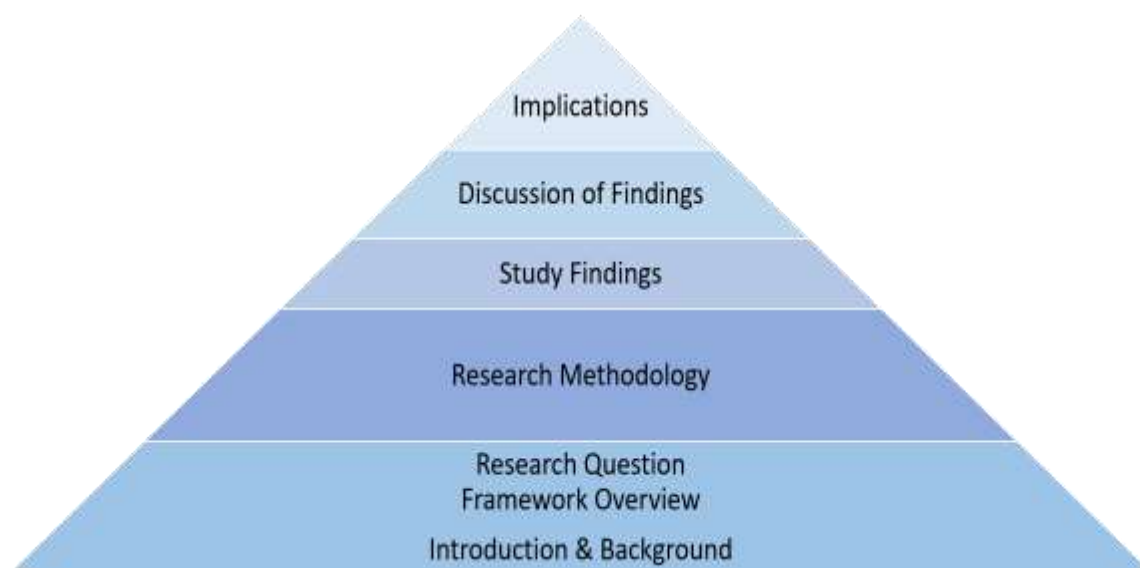 Implications
Discussion of Findings
Study Findings
Research Methodology
Research Question
Framework Overview
Introduction & Background